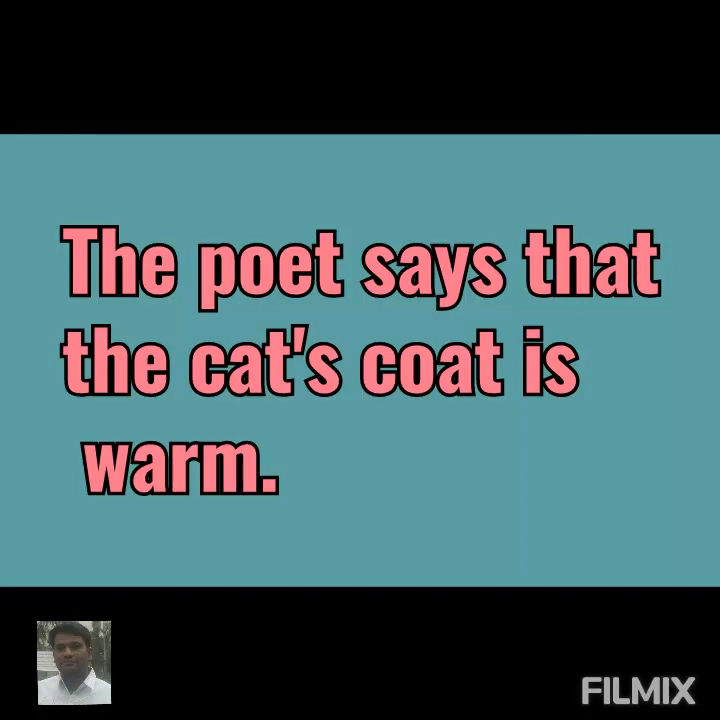 The poet says that
the cat's coat is
warm.
FILMIX